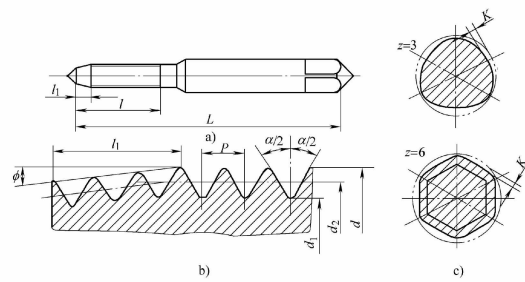 z=3
K
l₁
l
L
a)
l₁
P
α/2
α/2
ϕ
d₁
d₂
d
b)
z=6
K
c)